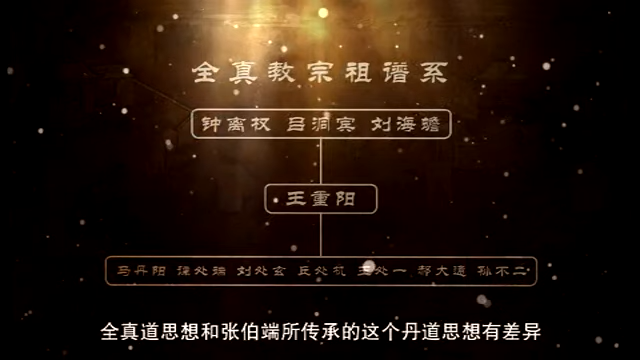 全真教宗祖谱系
钟离权 吕洞宾 刘海蟾
王重阳
马丹阳 谭处端 刘处玄 丘处机 王处一 郝大通 孙不二
全真道思想和张伯端所传承的这个丹道思想有差异